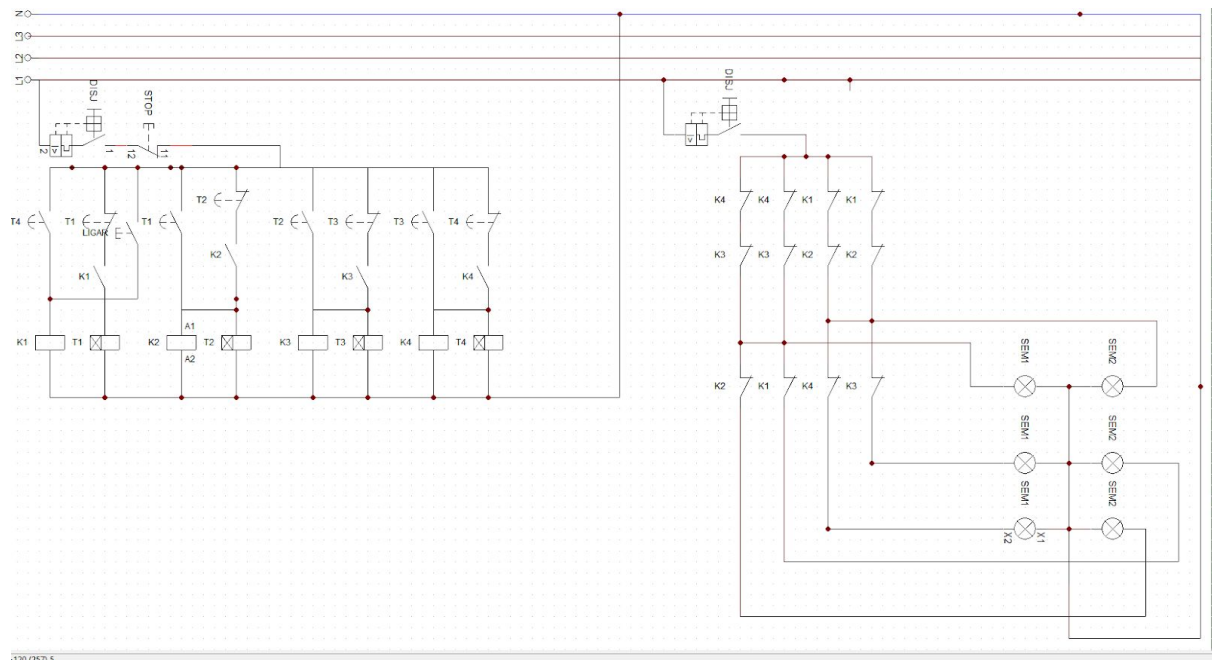 N
L3
L2
L1
DISJ
STOP
2
1
12
11
DISJ
T4
T1
LIGAR
T1
T2
T2
T3
T3
T4
K1
K2
K3
K4
K1
T1
K2
A1
A2
T2
K3
T3
K4
T4
K4
K4
K1
K1
K3
K3
K2
K2
K2
K1
K4
K3
SEM1
SEM2
SEM1
SEM2
SEM1
SEM2
X2
X1